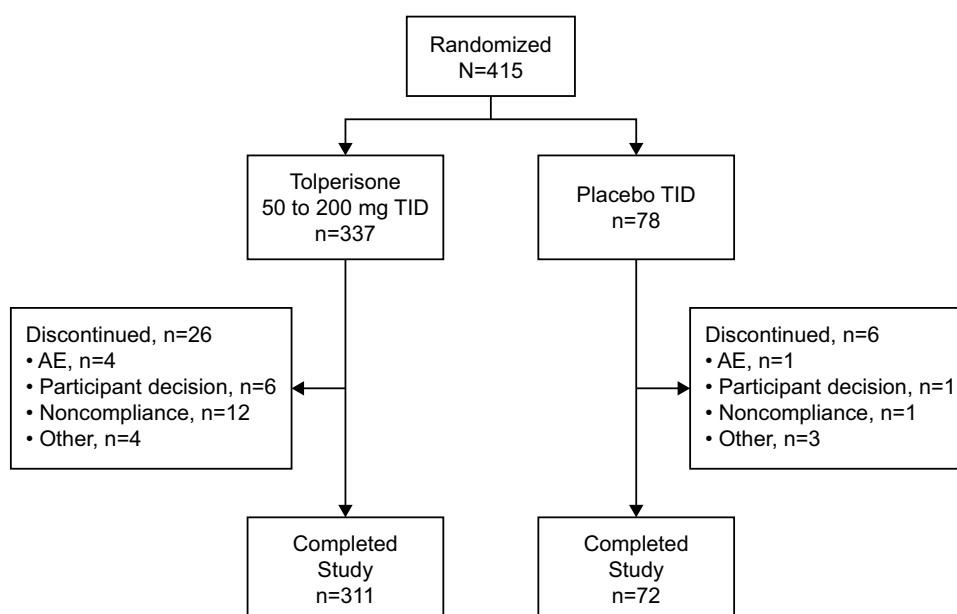 Randomized
N=415
Tolperisone
50 to 200 mg TID
n=337
Placebo TID
n=78
Discontinued, n=26
• AE, n=4
• Participant decision, n=6
• Noncompliance, n=12
• Other, n=4
Discontinued, n=6
• AE, n=1
• Participant decision, n=1
• Noncompliance, n=1
• Other, n=3
Completed
Study
n=311
Completed
Study
n=72